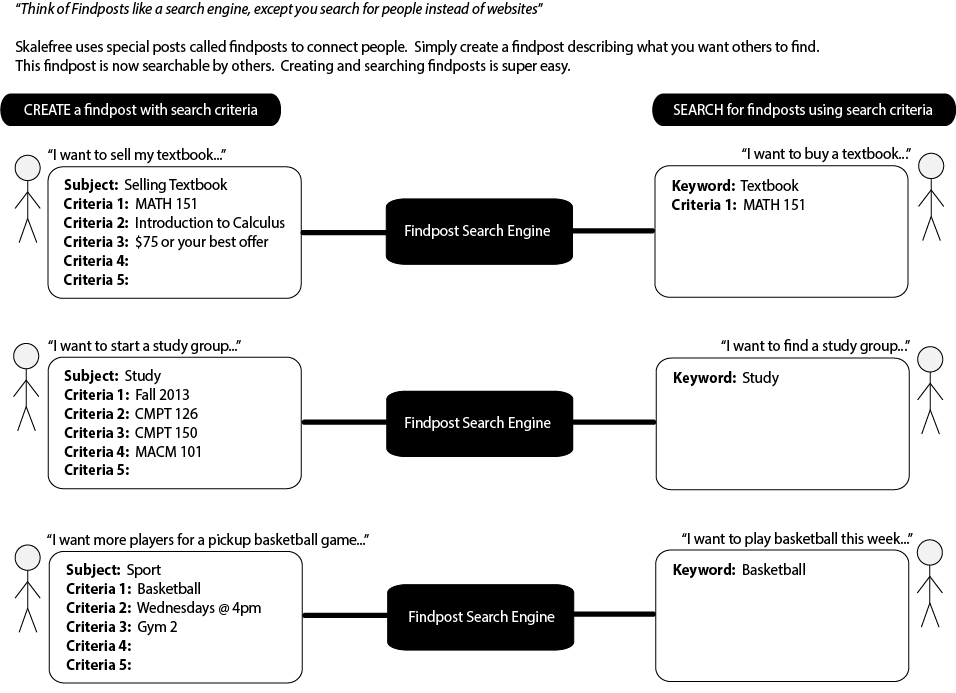 “Think of Findposts like a search engine, except you search for people instead of websites”
Skalefree uses special posts called findposts to connect people. Simply create a findpost describing what you want others to find.
This findpost is now searchable by others. Creating and searching findposts is super easy.
CREATE a findpost with search criteria
SEARCH for findposts using search criteria
“I want to sell my textbook...”
Subject: Selling Textbook
Criteria 1: MATH 151
Criteria 2: Introduction to Calculus
Criteria 3: $75 or your best offer
Criteria 4:
Criteria 5:
Findpost Search Engine
“I want to buy a textbook...”
Keyword: Textbook
Criteria 1: MATH 151
“I want to start a study group...”
Subject: Study
Criteria 1: Fall 2013
Criteria 2: CMPT 126
Criteria 3: CMPT 150
Criteria 4: MACM 101
Criteria 5:
Findpost Search Engine
“I want to find a study group...”
Keyword: Study
“I want more players for a pickup basketball game...”
Subject: Sport
Criteria 1: Basketball
Criteria 2: Wednesdays @ 4pm
Criteria 3: Gym 2
Criteria 4:
Criteria 5:
Findpost Search Engine
“I want to play basketball this week...”
Keyword: Basketball